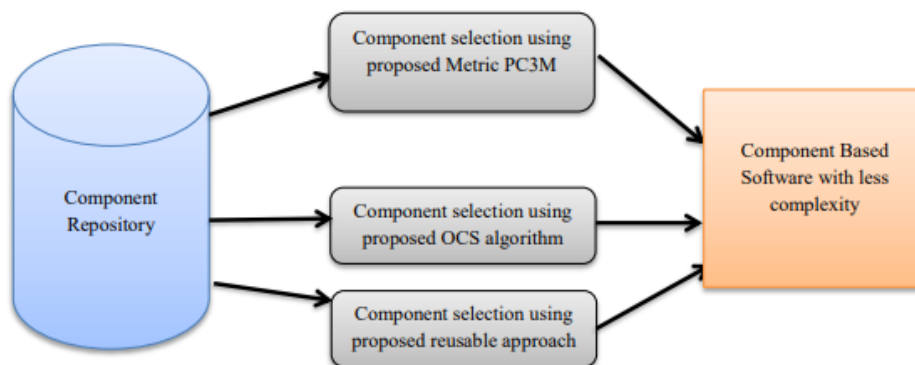 Component
Repository
Component selection using
proposed Metric PC3M
Component selection using
proposed OCS algorithm
Component selection using
proposed reusable approach
Component Based
Software with less
complexity